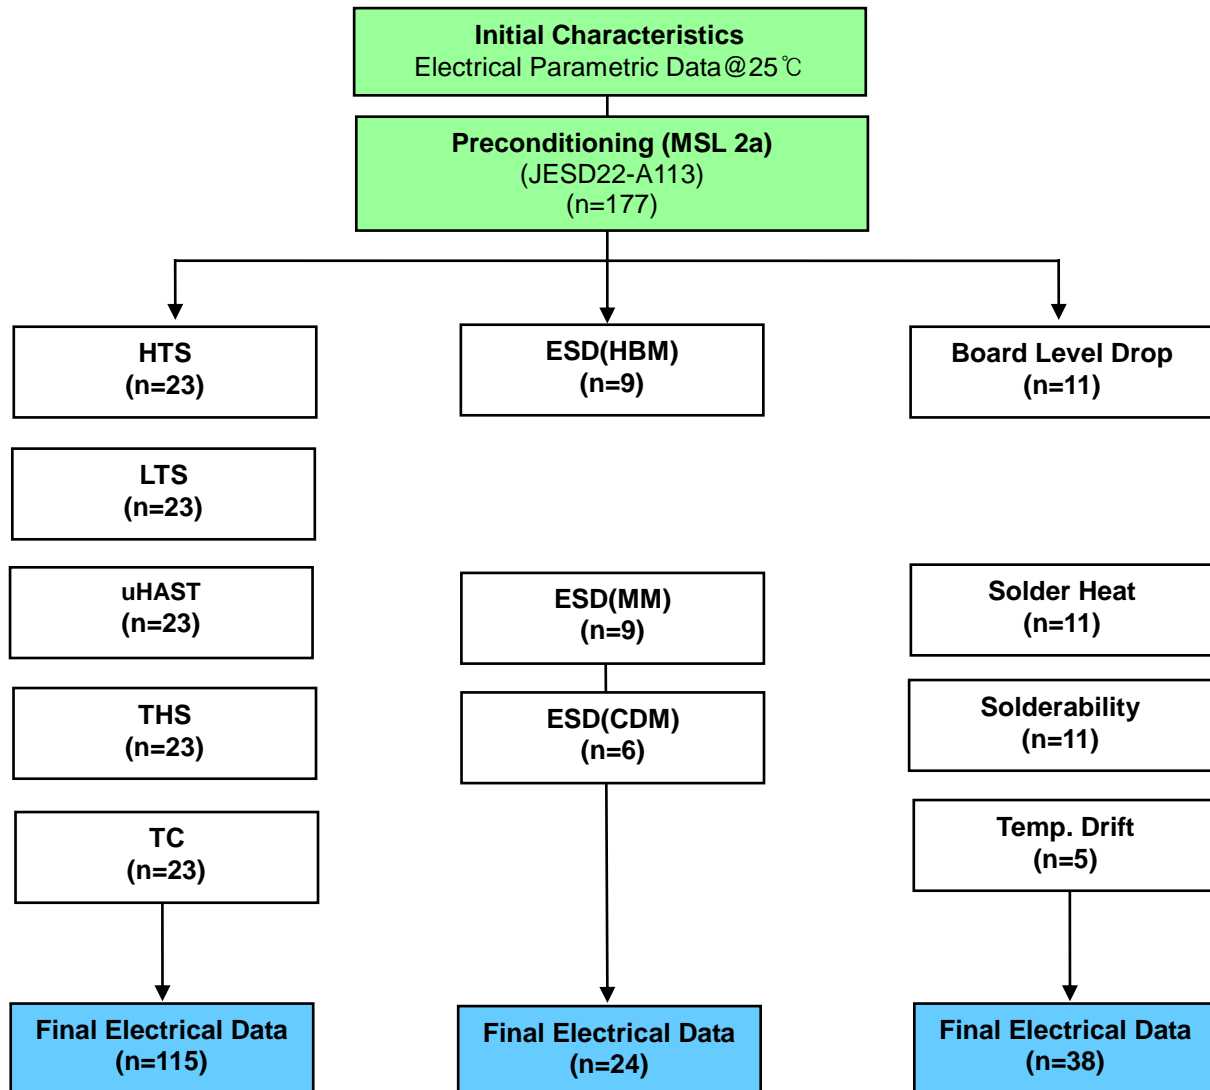 Initial Characteristics
Electrical Parametric Data@25℃
Preconditioning (MSL 2a)
(JESD22-A113)
(n=177)
HTS
(n=23)
ESD(HBM)
(n=9)
Board Level Drop
(n=11)
LTS
(n=23)
uHAST
(n=23)
ESD(MM)
(n=9)
Solder Heat
(n=11)
THS
(n=23)
ESD(CDM)
(n=6)
Solderability
(n=11)
TC
(n=23)
Temp. Drift
(n=5)
Final Electrical Data
(n=115)
Final Electrical Data
(n=24)
Final Electrical Data
(n=38)